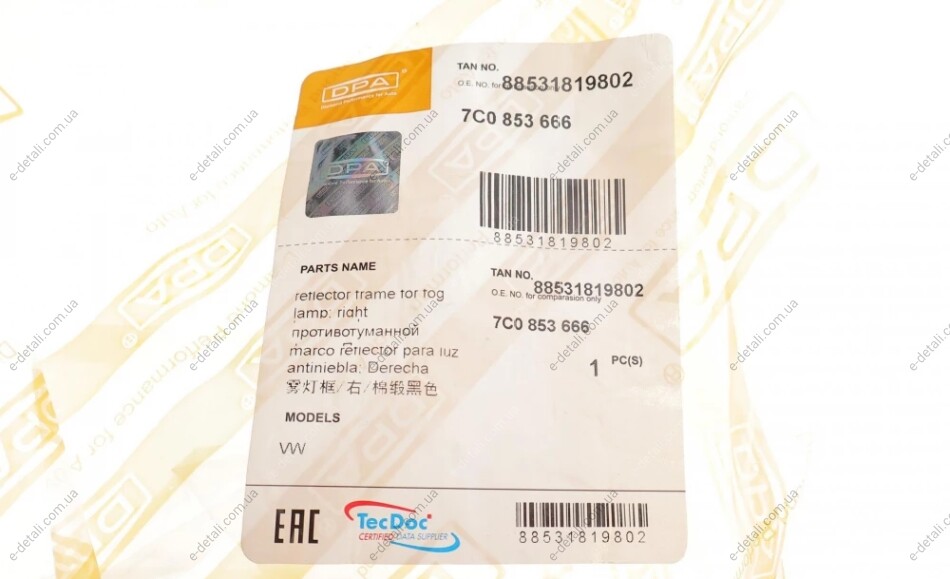 DPA
TAN NO.
O.E. NO. for
88531819802
7C0 853 666
DPA
88531819802
PARTS NAME
reflector frame for fog
lamp; right
противотуманной
marco reflector para luz
antiniebla; Derecha
雾灯框/右/棉缎黑色
MODELS
VW
TAN NO.
88531819802
O.E. NO. for comparasion only
7C0 853 666
1 PC(S)
EAC
TecDoc
CERTIFIED DATA SUPPLIER
88531819802
e-detali.com.ua